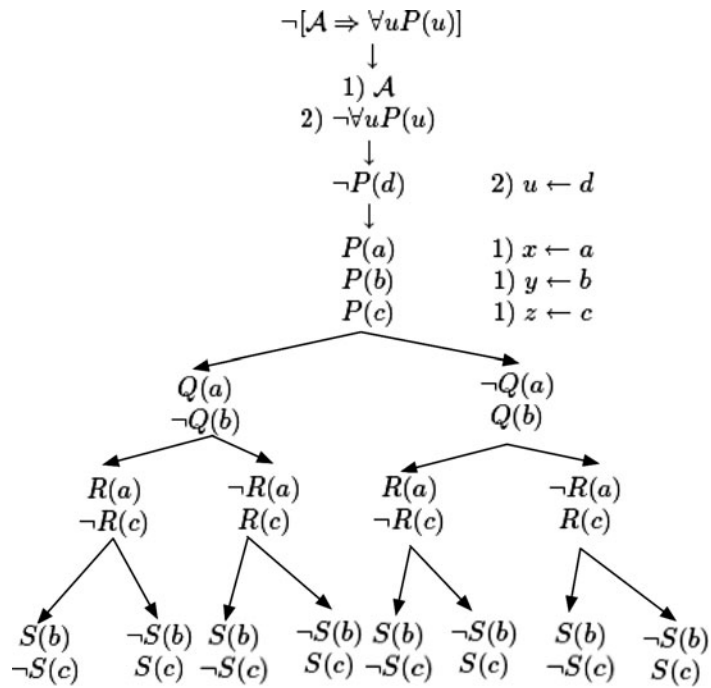 ¬[𝒜 ⇒ ∀uP(u)]
↓
1) 𝒜
2) ¬∀uP(u)
↓
¬P(d) 2) u ← d
↓
P(a) 1) x ← a
P(b) 1) y ← b
P(c) 1) z ← c
Q(a) ¬Q(a)
¬Q(b) Q(b)
R(a) ¬R(a) R(a) ¬R(a)
¬R(c) R(c) ¬R(c) R(c)
S(b) ¬S(b) S(b) ¬S(b) S(b) ¬S(b) S(b) ¬S(b)
¬S(c) S(c) ¬S(c) S(c) ¬S(c) S(c) ¬S(c) S(c)